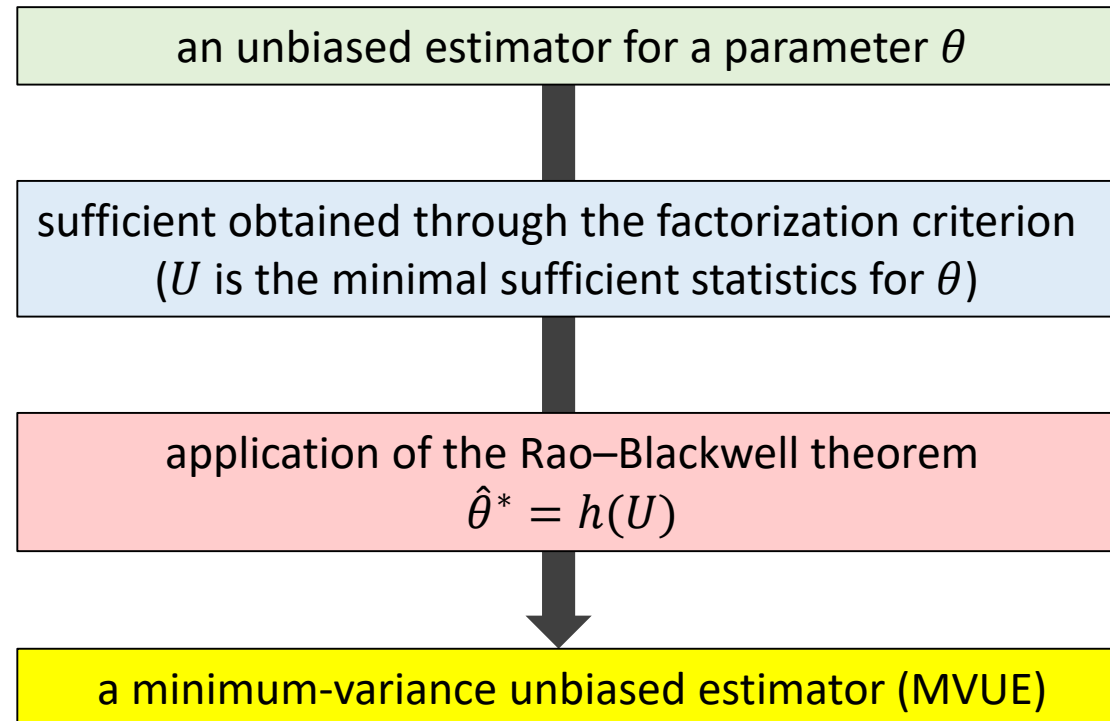 an unbiased estimator for a parameter 𝜃
sufficient obtained through the factorization criterion
(𝑈 is the minimal sufficient statistics for 𝜃)
application of the Rao–Blackwell theorem
𝜃̂* = ℎ(𝑈)
a minimum-variance unbiased estimator (MVUE)